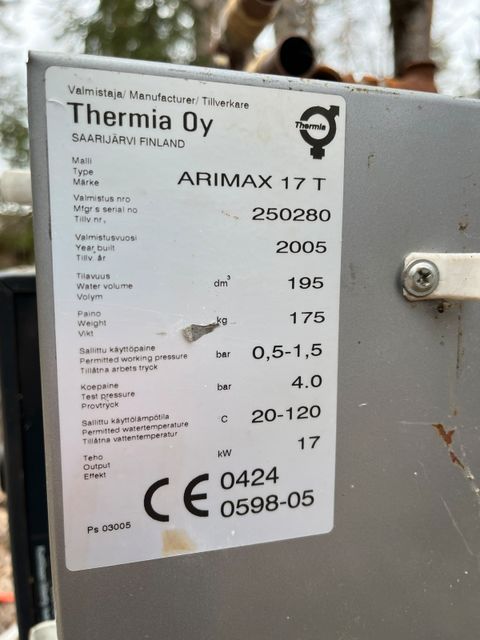 Valmistaja/ Manufacturer/ Tillverkare
Thermia Oy
SAARIJÄRVI FINLAND
Thermia
Malli
Type
Märke
ARIMAX 17 T
Valmistus nro
Mfgr's serial no
Tillv nr.
250280
Valmistusvuosi
Year built
Tillv. år
2005
Tilavuus
Water volume
Volym
dm³ 195
Paino
Weight
Vikt
kg 175
Sallittu käyttöpaine
Permitted working pressure
Tillåtna arbets tryck
bar 0,5-1,5
Koepaine
Test pressure
Provtryck
bar 4.0
Sallittu käyttölämpötila
Permitted watertemperature
Tillåtna vattentemperatur
C 20-120
Teho
Output
Effekt
kW 17
CE 0424
0598-05
Ps 03005